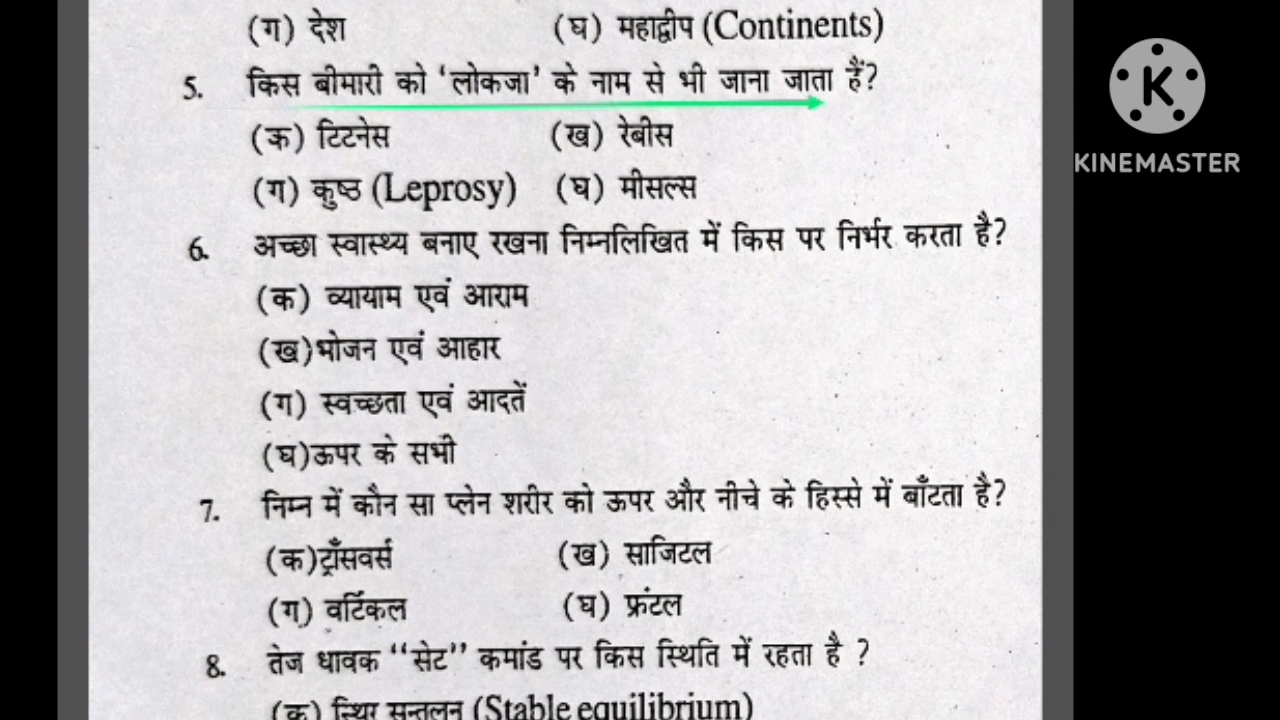 (ग) देश (घ) महाद्वीप (Continents)
5. किस बीमारी को ‘लोकजा’ के नाम से भी जाना जाता हैं?
(क) टिटनेस (ख) रेबीस
(ग) कुष्ठ (Leprosy) (घ) मीसल्स
6. अच्छा स्वास्थ्य बनाए रखना निम्नलिखित में किस पर निर्भर करता है?
(क) व्यायाम एवं आराम
(ख)भोजन एवं आहार
(ग) स्वच्छता एवं आदतें
(घ)ऊपर के सभी
7. निम्न में कौन सा प्लेन शरीर को ऊपर और नीचे के हिस्से में बाँटता है?
(क)ट्राँसवर्स (ख) साजिटल
(ग) वर्टिकल (घ) फ्रंटल
8. तेज धावक ‘‘सेट’’ कमांड पर किस स्थिति में रहता है ?
(क) स्थिर सन्तुलन (Stable equilibrium)
K
KINEMASTER